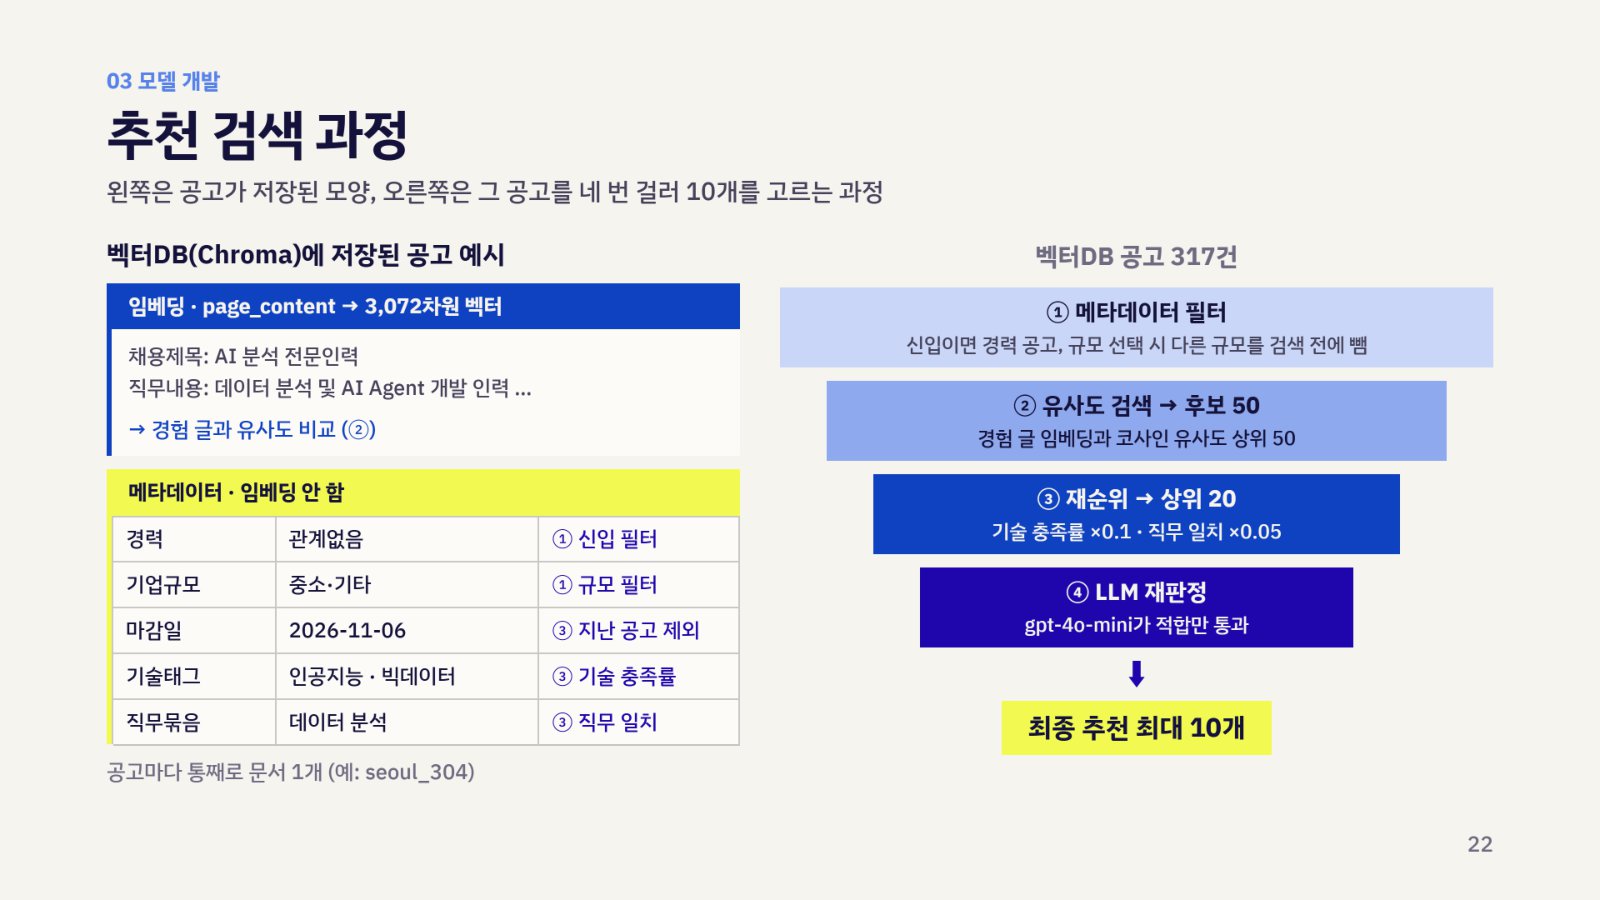 03 모델 개발
추천 검색 과정
왼쪽은 공고가 저장된 모양, 오른쪽은 그 공고를 네 번 걸러 10개를 고르는 과정
벡터DB(Chroma)에 저장된 공고 예시
임베딩 · page_content → 3,072차원 벡터
채용제목: AI 분석 전문인력
직무내용: 데이터 분석 및 AI Agent 개발 인력 ...
→ 경험 글과 유사도 비교 (②)
메타데이터 · 임베딩 안 함
경력 관계없음 ① 신입 필터
기업규모 중소·기타 ① 규모 필터
마감일 2026-11-06 ③ 지난 공고 제외
기술태그 인공지능 · 빅데이터 ③ 기술 충족률
직무묶음 데이터 분석 ③ 직무 일치
공고마다 통째로 문서 1개 (예: seoul_304)
벡터DB 공고 317건
① 메타데이터 필터
신입이면 경력 공고, 규모 선택 시 다른 규모를 검색 전에 뺌
② 유사도 검색 → 후보 50
경험 글 임베딩과 코사인 유사도 상위 50
③ 재순위 → 상위 20
기술 충족률 ×0.1 · 직무 일치 ×0.05
④ LLM 재판정
gpt-4o-mini가 적합만 통과
최종 추천 최대 10개
22